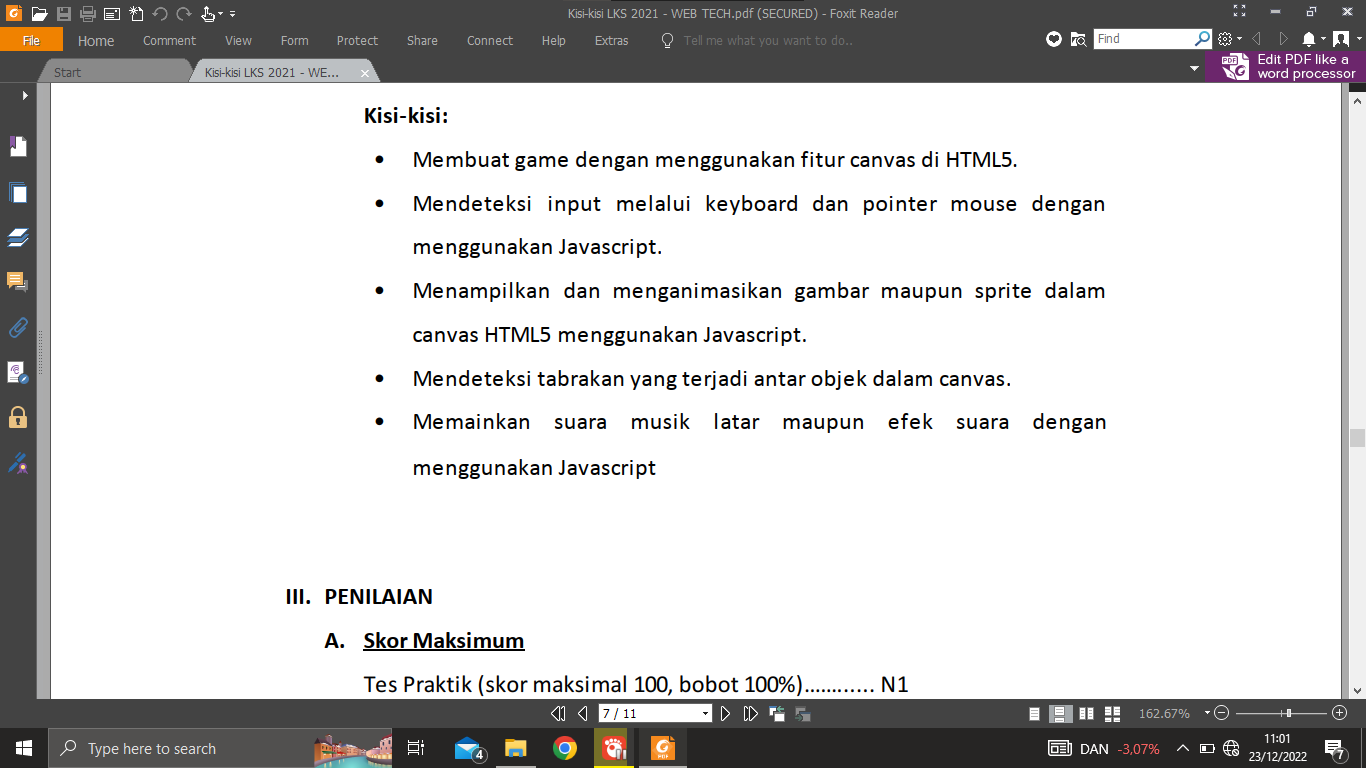 Kisi-kisi LKS 2021 - WEB TECH.pdf (SECURED) - Foxit Reader
File Home Comment View Form Protect Share Connect Help Extras Tell me what you want to do.. Find
Start Kisi-kisi LKS 2021 - WE... Edit PDF like a
word processor
Kisi-kisi:
• Membuat game dengan menggunakan fitur canvas di HTML5.
• Mendeteksi input melalui keyboard dan pointer mouse dengan
menggunakan Javascript.
• Menampilkan dan menganimasikan gambar maupun sprite dalam
canvas HTML5 menggunakan Javascript.
• Mendeteksi tabrakan yang terjadi antar objek dalam canvas.
• Memainkan suara musik latar maupun efek suara dengan
menggunakan Javascript
III. PENILAIAN
A. Skor Maksimum
Tes Praktik (skor maksimal 100, bobot 100%)............ N1
7 / 11 162.67%
Type here to search 4 PDF DAN -3,07% 11:01
23/12/2022 7